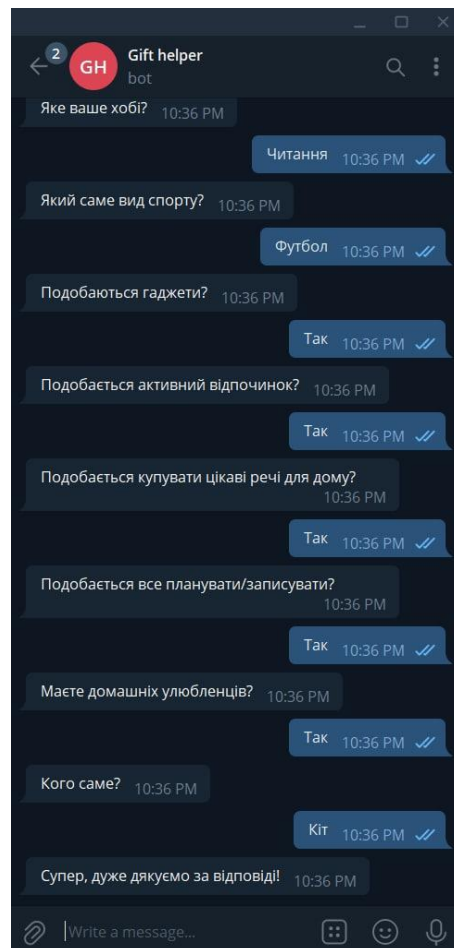 2
GH
Gift helper
bot
Яке ваше хобі? 10:36 PM
Читання 10:36 PM
Який саме вид спорту? 10:36 PM
Футбол 10:36 PM
Подобаються гаджети? 10:36 PM
Так 10:36 PM
Подобається активний відпочинок? 10:36 PM
Так 10:36 PM
Подобається купувати цікаві речі для дому?
10:36 PM
Так 10:36 PM
Подобається все планувати/записувати?
10:36 PM
Так 10:36 PM
Маєте домашніх улюбленців? 10:36 PM
Так 10:36 PM
Кого саме? 10:36 PM
Кіт 10:36 PM
Супер, дуже дякуємо за відповіді! 10:36 PM
Write a message...